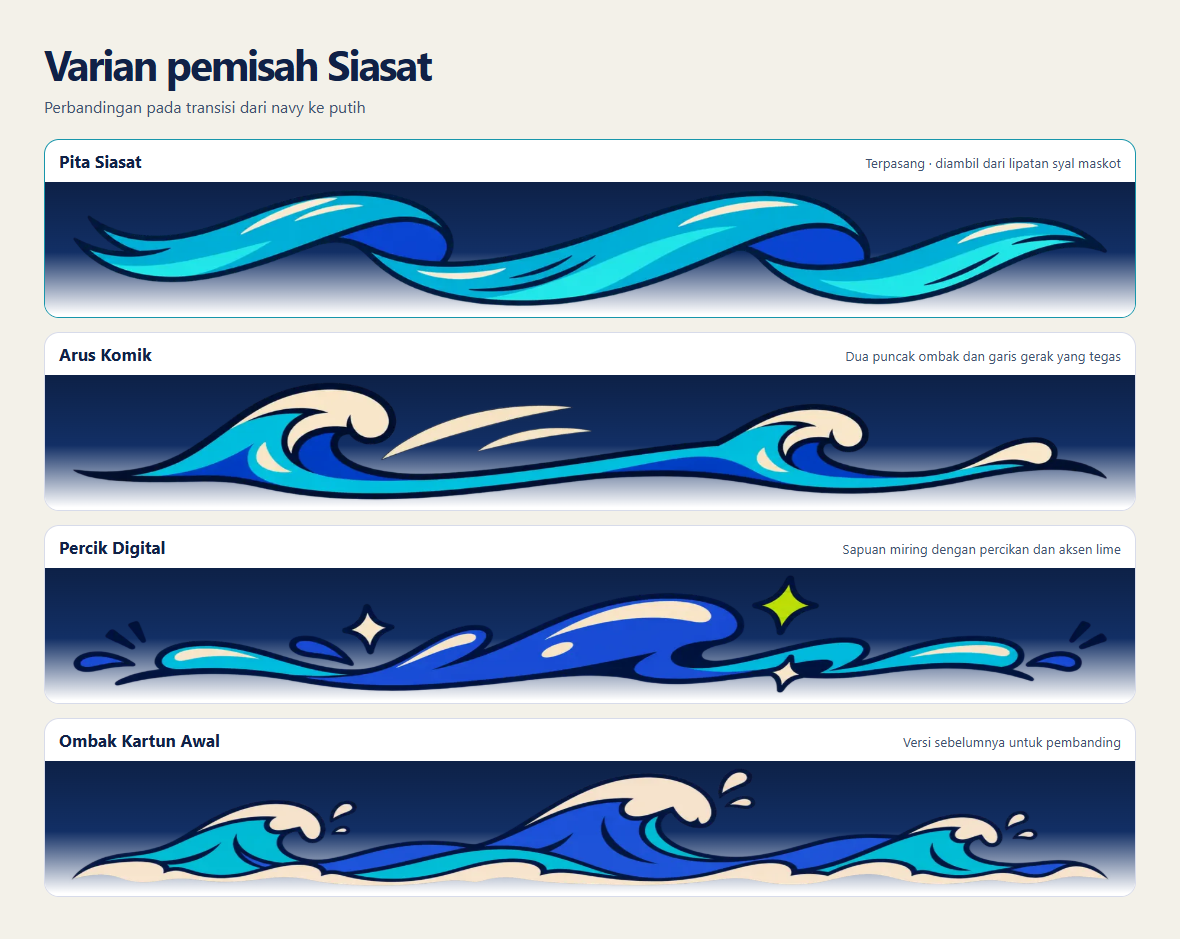 Varian pemisah Siasat
Perbandingan pada transisi dari navy ke putih
Pita Siasat
Terpasang · diambil dari lipatan syal maskot
Arus Komik
Dua puncak ombak dan garis gerak yang tegas
Percik Digital
Sapuan miring dengan percikan dan aksen lime
Ombak Kartun Awal
Versi sebelumnya untuk pembanding